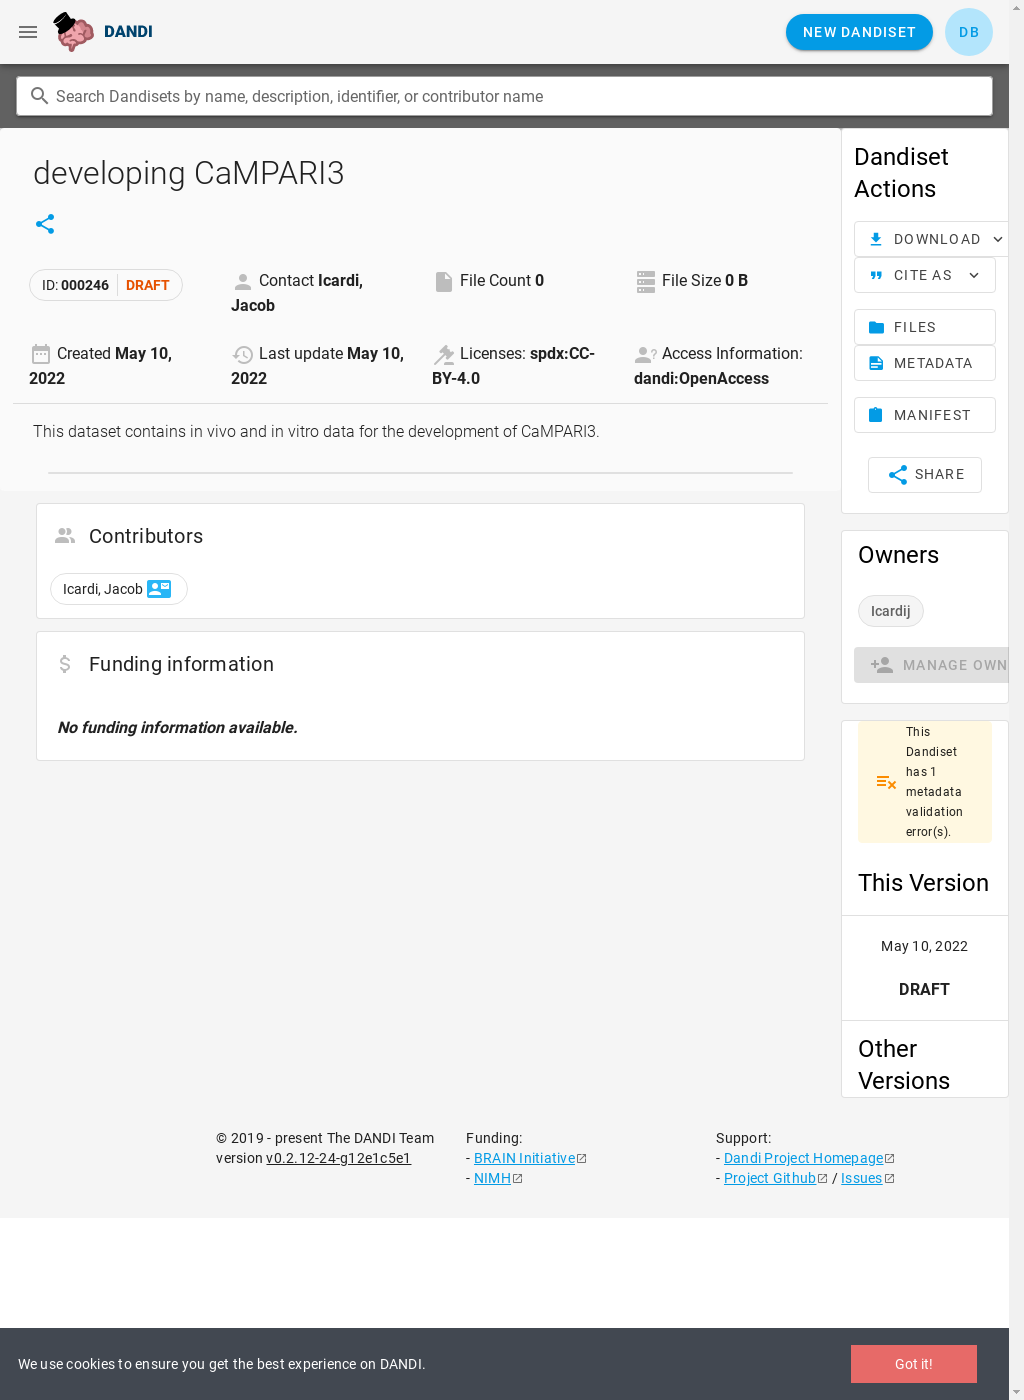 DANDI
NEW DANDISET
DB
Search Dandisets by name, description, identifier, or contributor name
developing CaMPARI3
ID: 000246 DRAFT
Contact Icardi,
Jacob
File Count 0
File Size 0 B
Created May 10,
2022
Last update May 10,
2022
Licenses: spdx:CC-
BY-4.0
Access Information:
dandi:OpenAccess
This dataset contains in vivo and in vitro data for the development of CaMPARI3.
Contributors
Icardi, Jacob
Funding information
No funding information available.
Dandiset
Actions
DOWNLOAD
CITE AS
FILES
METADATA
MANIFEST
SHARE
Owners
Icardij
MANAGE OWN
This
Dandiset
has 1
metadata
validation
error(s).
This Version
May 10, 2022
DRAFT
Other
Versions
© 2019 - present The DANDI Team
version v0.2.12-24-g12e1c5e1
Funding:
- BRAIN Initiative
- NIMH
Support:
- Dandi Project Homepage
- Project Github / Issues
We use cookies to ensure you get the best experience on DANDI.
Got it!